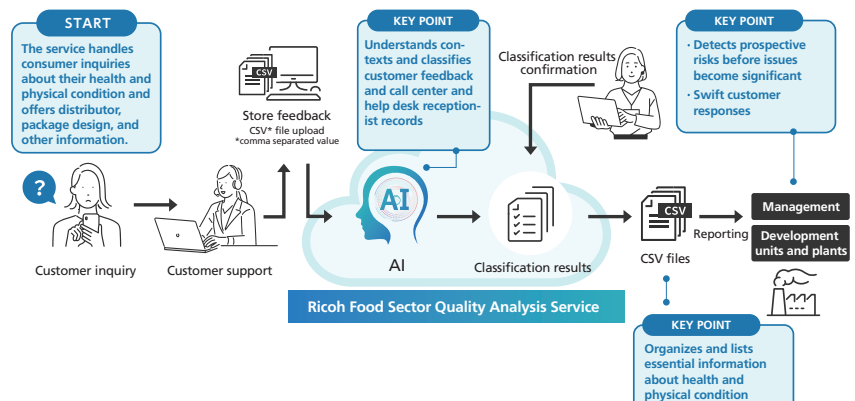 START
The service handles
consumer inquiries
about their health and
physical condition and
offers distributor,
package design, and
other information.
?
Customer inquiry
Customer support
CSV
Store feedback
CSV* file upload
*comma separated value
KEY POINT
Understands con-
texts and classifies
customer feedback
and call center and
help desk reception-
ist records
AI
AI
Classification results
confirmation
Classification results
Ricoh Food Sector Quality Analysis Service
CSV
CSV files
Reporting
KEY POINT
· Detects prospective
risks before issues
become significant
· Swift customer
responses
Management
Development
units and plants
KEY POINT
Organizes and lists
essential information
about health and
physical condition